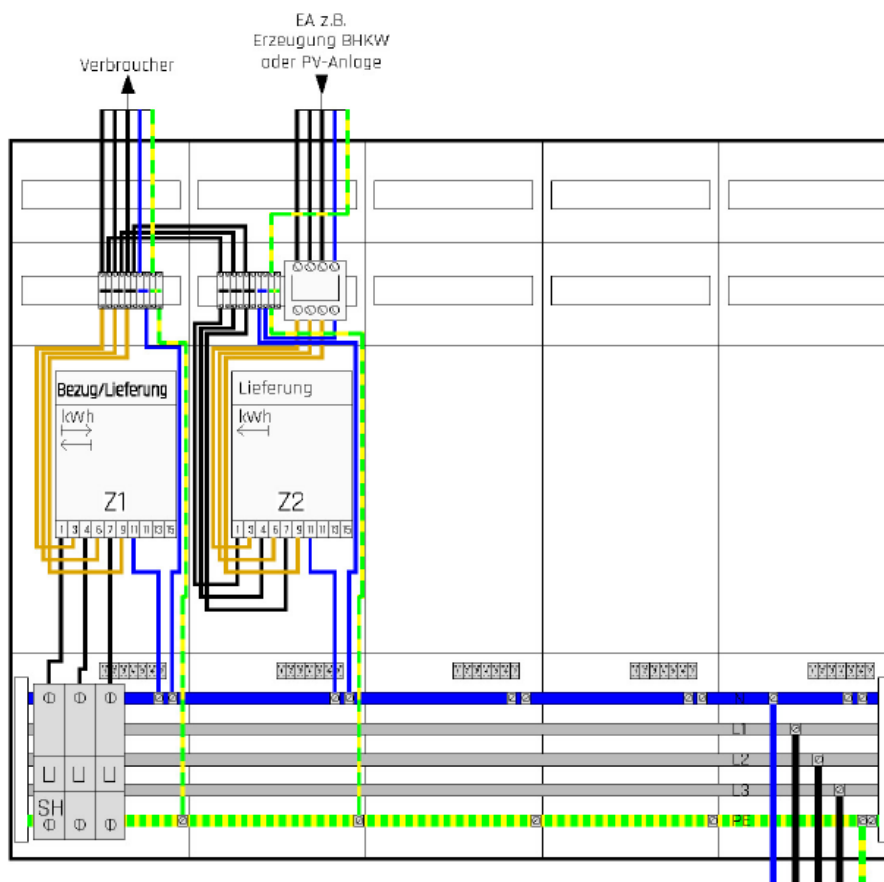 EA z.B.
Erzeugung BHKW
oder PV-Anlage
Verbraucher
Bezug/Lieferung
kWh
Z1
1 3 4 6 7 9 11 11 13 15
Lieferung
kWh
Z2
1 3 4 6 7 9 11 11 13 15
N
L1
L2
L3
SH
PE